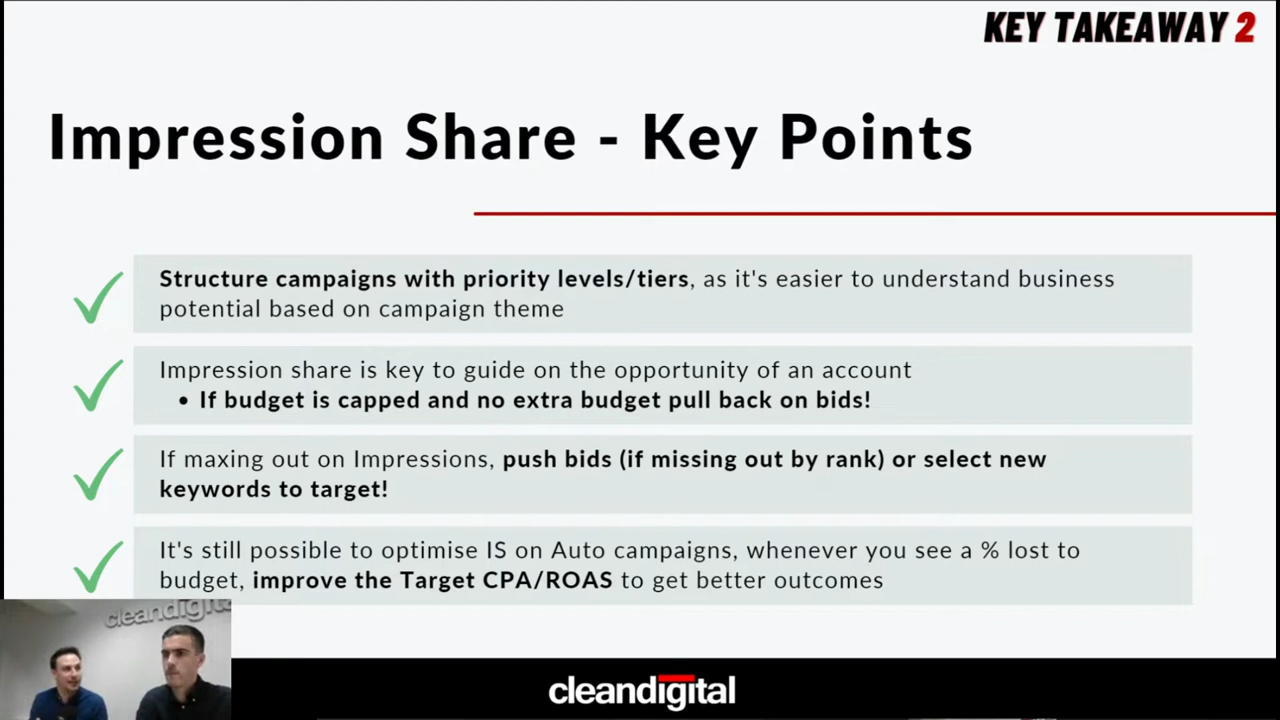 KEY TAKEAWAY 2
Impression Share - Key Points
Structure campaigns with priority levels/tiers, as it's easier to understand business
potential based on campaign theme
Impression share is key to guide on the opportunity of an account
• If budget is capped and no extra budget pull back on bids!
If maxing out on Impressions, push bids (if missing out by rank) or select new
keywords to target!
It's still possible to optimise IS on Auto campaigns, whenever you see a % lost to
budget, improve the Target CPA/ROAS to get better outcomes
cleandigital
cleandigital